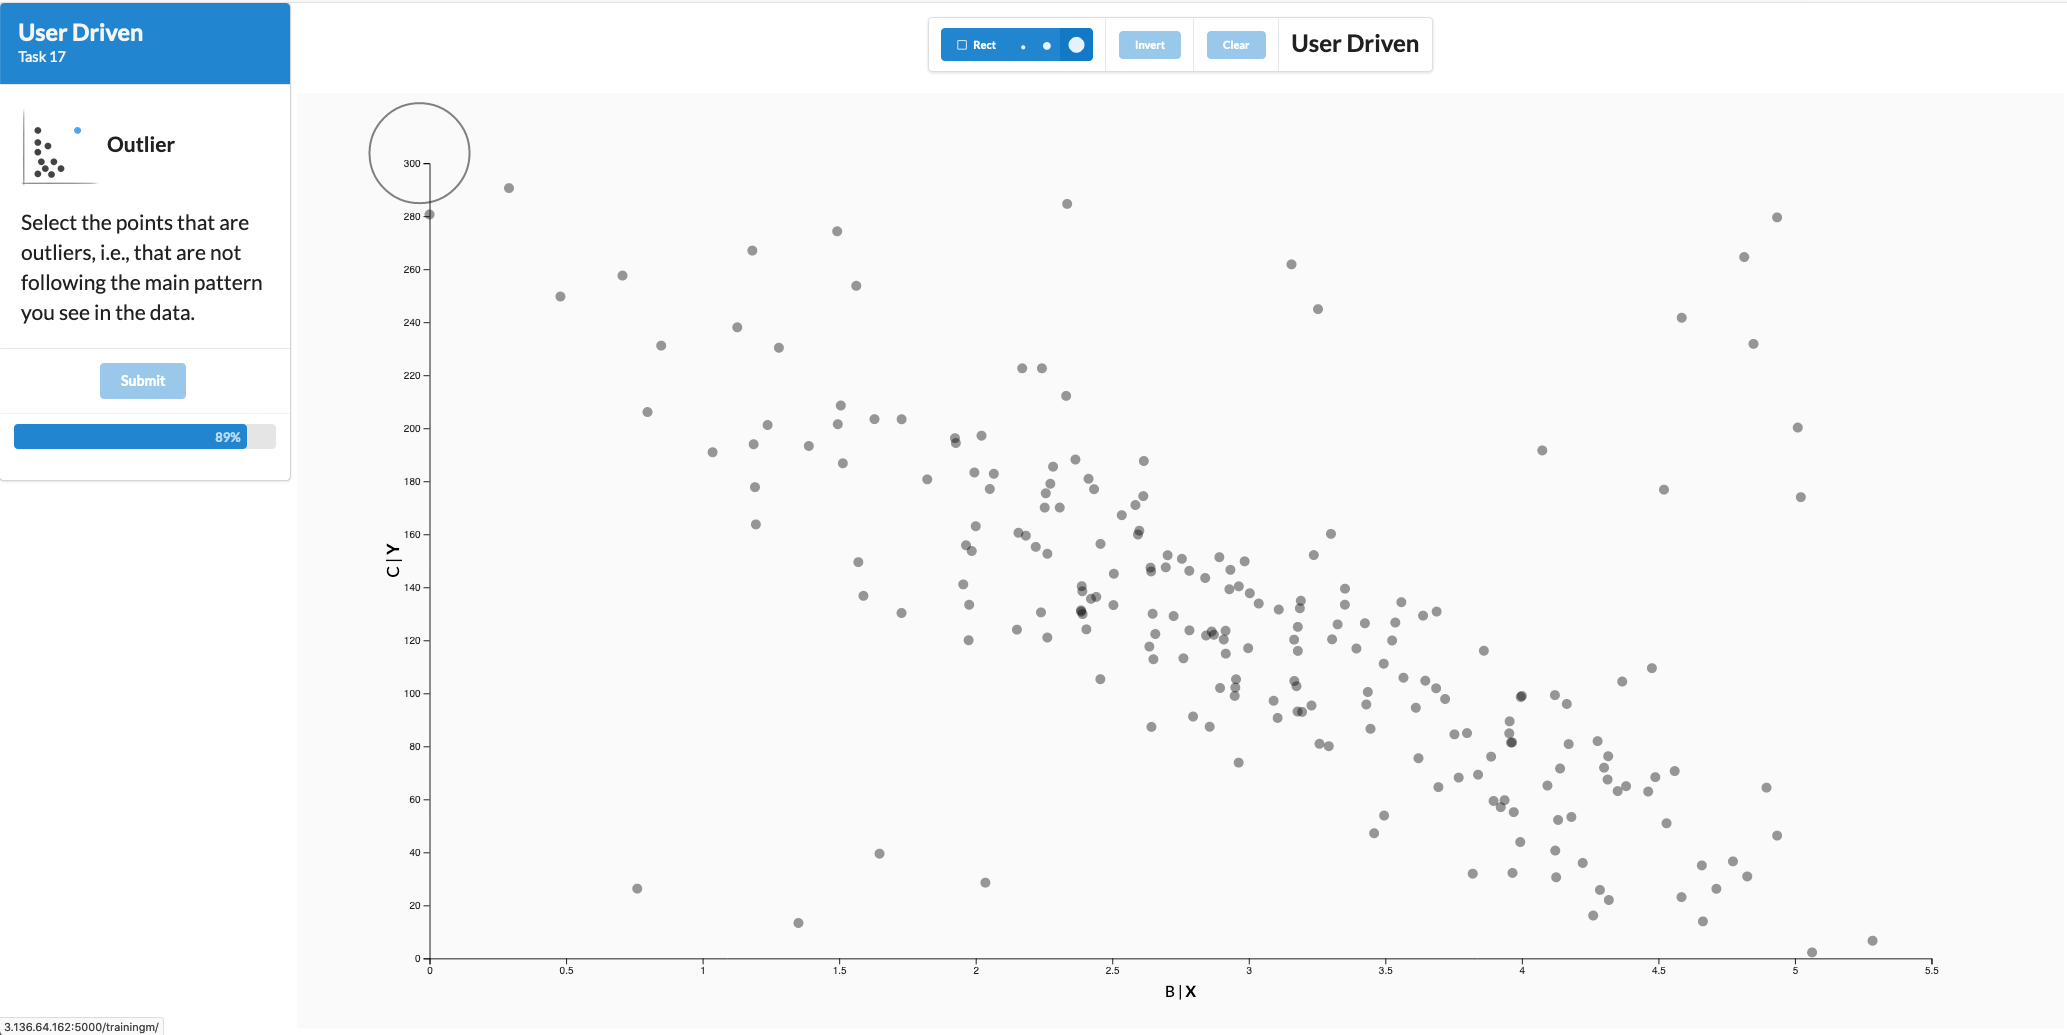 User Driven
Task 17
Outlier
Select the points that are
outliers, i.e., that are not
following the main pattern
you see in the data.
Submit
89%
Rect
Invert
Clear
User Driven
300
280
260
240
220
200
180
160
140
120
100
80
60
40
20
0
C|Y
0
0.5
1
1.5
2
2.5
3
3.5
4
4.5
5
5.5
B|X
3.136.64.162:5000/trainingm/